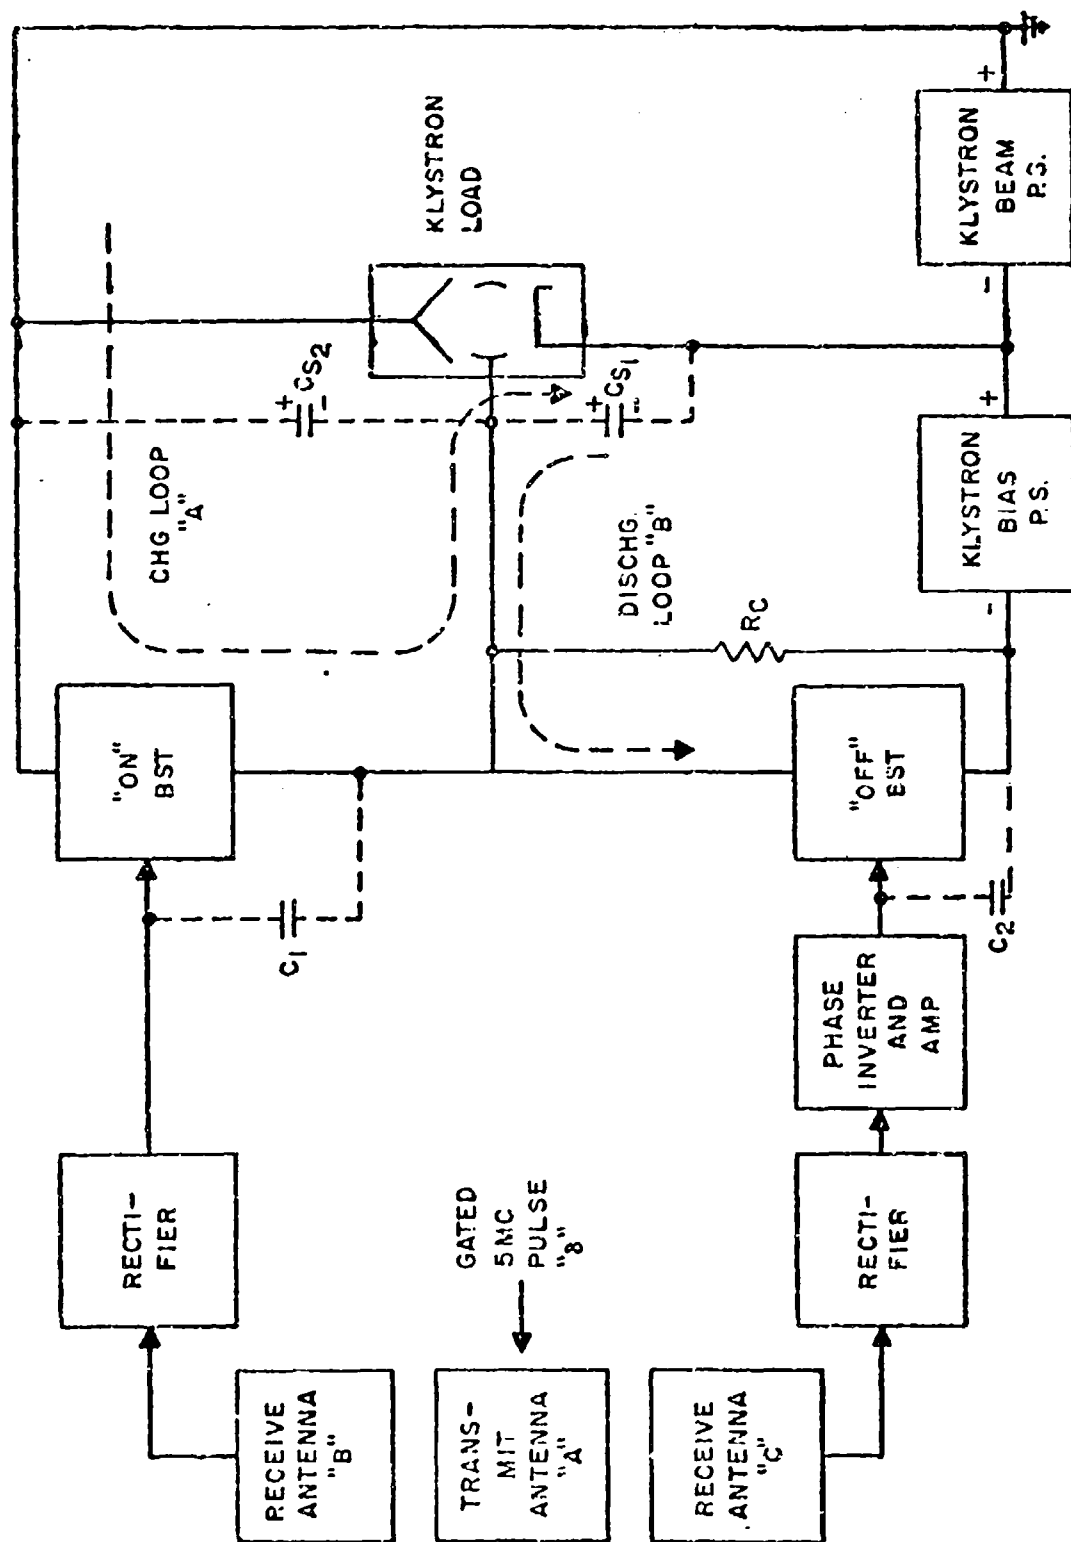 RECEIVE
ANTENNA
"B"
RECTI-
FIER
C1
"ON"
BST
CHG LOOP
"A"
+
CS2
-
KLYSTRON
LOAD
TRANS-
MIT
ANTENNA
"A"
GATED
5MC
PULSE
"8"
DISCHG.
LOOP "B"
+
CS1
-
RC
RECEIVE
ANTENNA
"C"
RECTI-
FIER
PHASE
INVERTER
AND
AMP
C2
"OFF"
BST
-
KLYSTRON
BIAS
P.S.
+
-
KLYSTRON
BEAM
P.S.
+